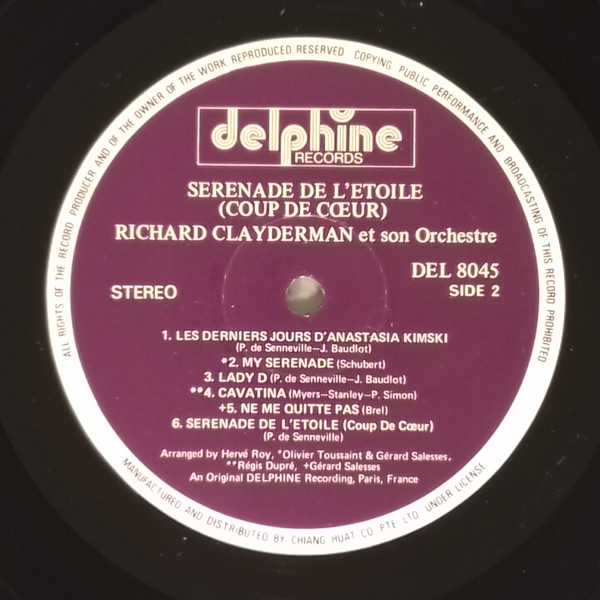 ALL RIGHTS OF THE RECORD PRODUCER AND OF THE OWNER OF THE WORK REPRODUCED RESERVED COPYING, PUBLIC PERFORMANCE AND BROADCASTING OF THIS RECORD PROHIBITED
delphine
RECORDS
SERENADE DE L'ETOILE
(COUP DE CŒUR)
RICHARD CLAYDERMAN et son Orchestre
DEL 8045
STEREO
SIDE 2
1. LES DERNIERS JOURS D'ANASTASIA KIMSKI
(P. de Senneville–J. Baudlot)
*2. MY SERENADE (Schubert)
3. LADY D (P. de Senneville–J. Baudlot)
**4. CAVATINA (Myers–Stanley–P. Simon)
+5. NE ME QUITTE PAS (Brel)
6. SERENADE DE L'ETOILE (Coup De Cœur)
(P. de Senneville)
Arranged by Hervé Roy, *Olivier Toussaint & Gérard Salesses,
**Régis Dupré, +Gérard Salesses
An Original DELPHINE Recording, Paris, France
MANUFACTURED AND DISTRIBUTED BY CHIANG HUAT CO PTE LTD UNDER LICENSE